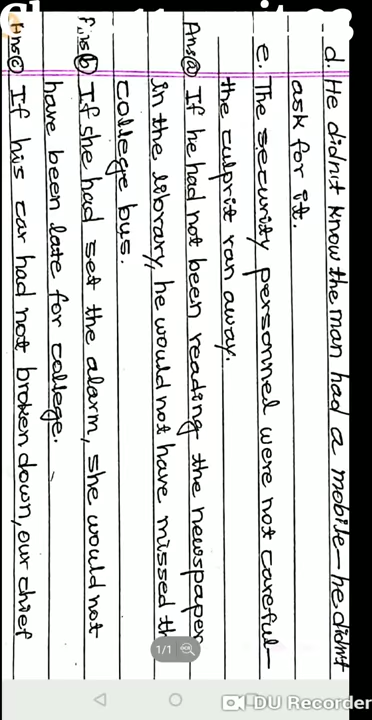 d. He didn't know the man had a mobile - he didn't
ask for it.
e. The security personnel were not careful-
the culprit ran away.
Ans(a) If he had not been reading the newspaper
in the library, he would not have missed th
college bus.
Ans(b) If she had set the alarm, she would not
have been late for college.
Ans(c) If his car had not broken down, our chief
1/1
DU Recorder